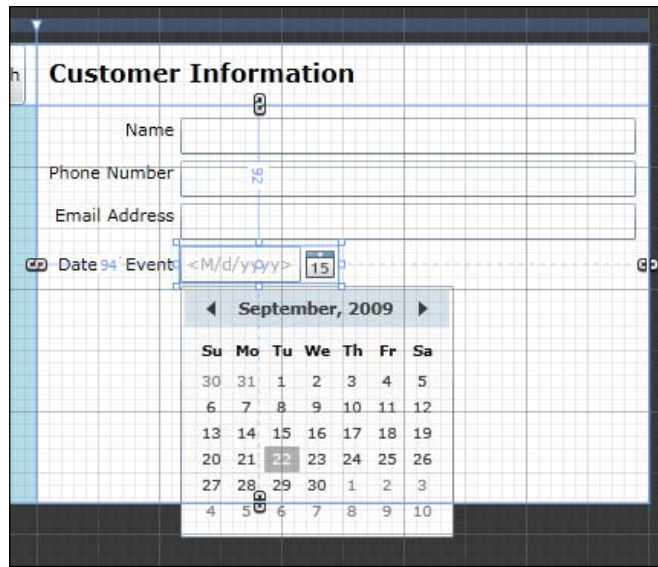 h
Customer Information
Name
Phone Number
92
Email Address
Date 94 Event <M/d/yyyy> 15
September, 2009
Su Mo Tu We Th Fr Sa
30 31 1 2 3 4 5
6 7 8 9 10 11 12
13 14 15 16 17 18 19
20 21 22 23 24 25 26
27 28 29 30 1 2 3
4 5 6 7 8 9 10